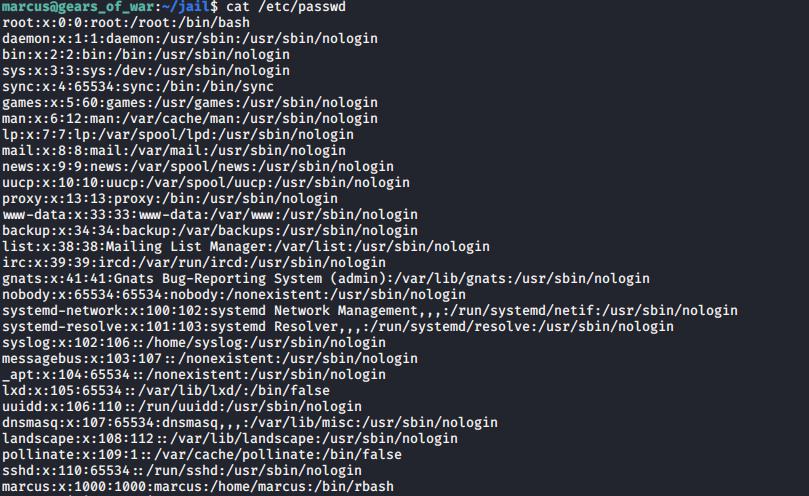 marcus@gears_of_war:~/jail$ cat /etc/passwd
root:x:0:0:root:/root:/bin/bash
daemon:x:1:1:daemon:/usr/sbin:/usr/sbin/nologin
bin:x:2:2:bin:/bin:/usr/sbin/nologin
sys:x:3:3:sys:/dev:/usr/sbin/nologin
sync:x:4:65534:sync:/bin:/bin/sync
games:x:5:60:games:/usr/games:/usr/sbin/nologin
man:x:6:12:man:/var/cache/man:/usr/sbin/nologin
lp:x:7:7:lp:/var/spool/lpd:/usr/sbin/nologin
mail:x:8:8:mail:/var/mail:/usr/sbin/nologin
news:x:9:9:news:/var/spool/news:/usr/sbin/nologin
uucp:x:10:10:uucp:/var/spool/uucp:/usr/sbin/nologin
proxy:x:13:13:proxy:/bin:/usr/sbin/nologin
www-data:x:33:33:www-data:/var/www:/usr/sbin/nologin
backup:x:34:34:backup:/var/backups:/usr/sbin/nologin
list:x:38:38:Mailing List Manager:/var/list:/usr/sbin/nologin
irc:x:39:39:ircd:/var/run/ircd:/usr/sbin/nologin
gnats:x:41:41:Gnats Bug-Reporting System (admin):/var/lib/gnats:/usr/sbin/nologin
nobody:x:65534:65534:nobody:/nonexistent:/usr/sbin/nologin
systemd-network:x:100:102:systemd Network Management,,,:/run/systemd/netif:/usr/sbin/nologin
systemd-resolve:x:101:103:systemd Resolver,,,:/run/systemd/resolve:/usr/sbin/nologin
syslog:x:102:106::/home/syslog:/usr/sbin/nologin
messagebus:x:103:107::/nonexistent:/usr/sbin/nologin
_apt:x:104:65534::/nonexistent:/usr/sbin/nologin
lxd:x:105:65534::/var/lib/lxd/:/bin/false
uuidd:x:106:110::/run/uuidd:/usr/sbin/nologin
dnsmasq:x:107:65534:dnsmasq,,,:/var/lib/misc:/usr/sbin/nologin
landscape:x:108:112::/var/lib/landscape:/usr/sbin/nologin
pollinate:x:109:1::/var/cache/pollinate:/bin/false
sshd:x:110:65534::/run/sshd:/usr/sbin/nologin
marcus:x:1000:1000:marcus:/home/marcus:/bin/rbash